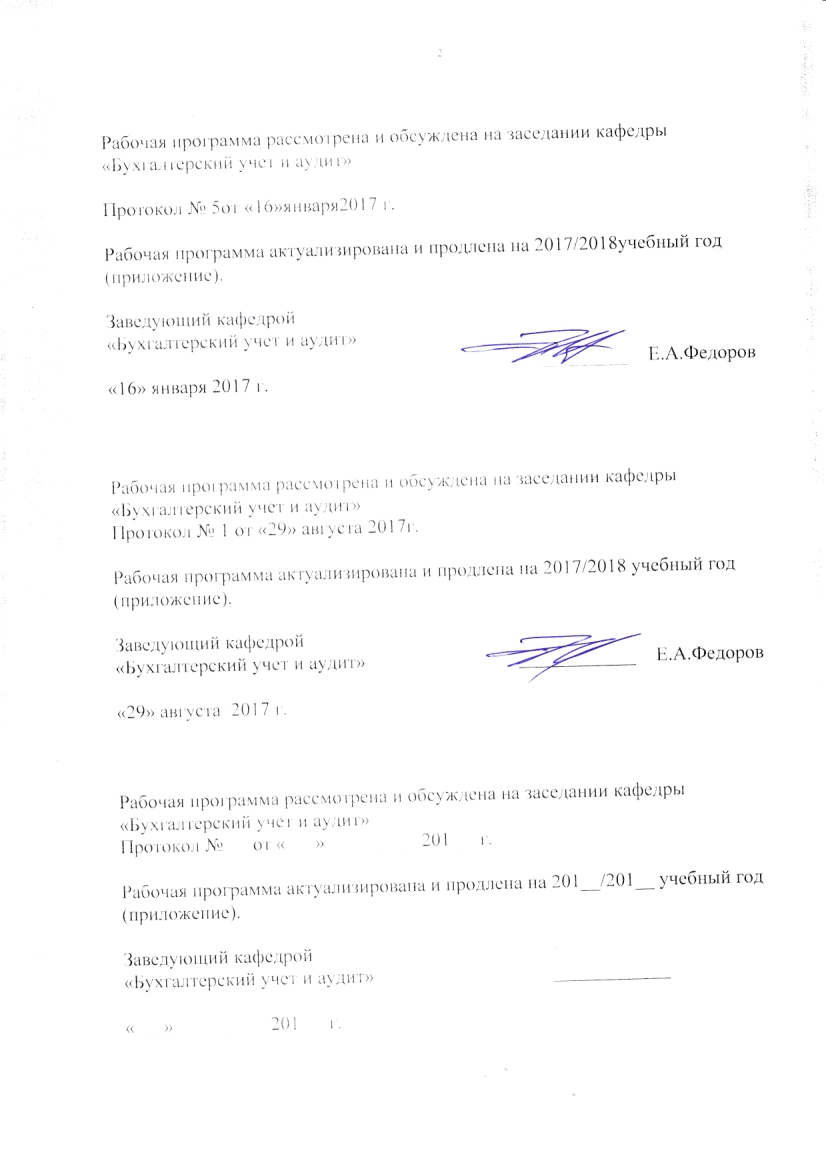 2
Рабочая программа рассмотрена и обсуждена на заседании кафедры
«Бухгалтерский учет и аудит»
Протокол № 5от «16»января2017 г.
Рабочая программа актуализирована и продлена на 2017/2018учебный год
(приложение).
Заведующий кафедрой
«Бухгалтерский учет и аудит» Е.А.Федоров
«16» января 2017 г.
Рабочая программа рассмотрена и обсуждена на заседании кафедры
«Бухгалтерский учет и аудит»
Протокол № 1 от «29» августа 2017г.
Рабочая программа актуализирована и продлена на 2017/2018 учебный год
(приложение).
Заведующий кафедрой
«Бухгалтерский учет и аудит» ____________ Е.А.Федоров
«29» августа 2017 г.
Рабочая программа рассмотрена и обсуждена на заседании кафедры
«Бухгалтерский учет и аудит»
Протокол № от « » 201 г.
Рабочая программа актуализирована и продлена на 201__/201__ учебный год
(приложение).
Заведующий кафедрой
«Бухгалтерский учет и аудит» ____________
« » 201 г.